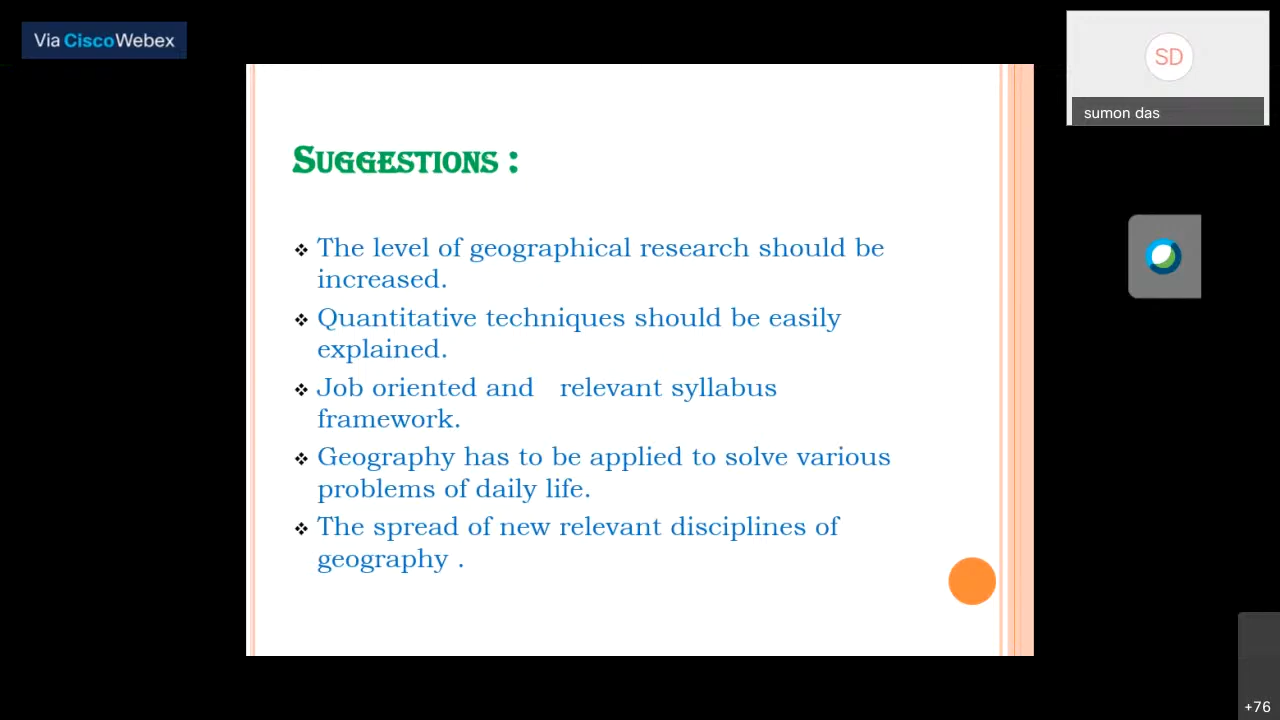 Via CiscoWebex
SD
sumon das
SUGGESTIONS :
❖ The level of geographical research should be
increased.
❖ Quantitative techniques should be easily
explained.
❖ Job oriented and   relevant syllabus
framework.
❖ Geography has to be applied to solve various
problems of daily life.
❖ The spread of new relevant disciplines of
geography .
+76